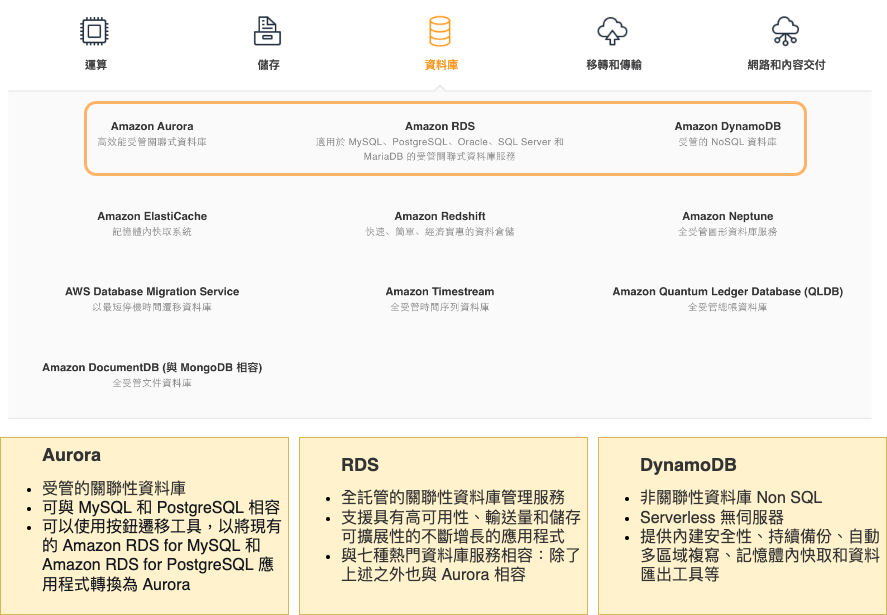 運算
儲存
資料庫
移轉和傳輸
網路和內容交付
Amazon Aurora
高效能受管關聯式資料庫
Amazon RDS
適用於 MySQL、PostgreSQL、Oracle、SQL Server 和
MariaDB 的受管關聯式資料庫服務
Amazon DynamoDB
受管的 NoSQL 資料庫
Amazon ElastiCache
記憶體內快取系統
Amazon Redshift
快速、簡單、經濟實惠的資料倉儲
Amazon Neptune
全受管圖形資料庫服務
AWS Database Migration Service
以最短停機時間遷移資料庫
Amazon Timestream
全受管時間序列資料庫
Amazon Quantum Ledger Database (QLDB)
全受管總帳資料庫
Amazon DocumentDB (與 MongoDB 相容)
全受管文件資料庫
Aurora
• 受管的關聯性資料庫
• 可與 MySQL 和 PostgreSQL 相容
• 可以使用按鈕遷移工具，以將現有
的 Amazon RDS for MySQL 和
Amazon RDS for PostgreSQL 應
用程式轉換為 Aurora
RDS
• 全託管的關聯性資料庫管理服務
• 支援具有高可用性、輸送量和儲存
可擴展性的不斷增長的應用程式
• 與七種熱門資料庫服務相容：除了
上述之外也與 Aurora 相容
DynamoDB
• 非關聯性資料庫 Non SQL
• Serverless 無伺服器
• 提供內建安全性、持續備份、自動
多區域複寫、記憶體內快取和資料
匯出工具等